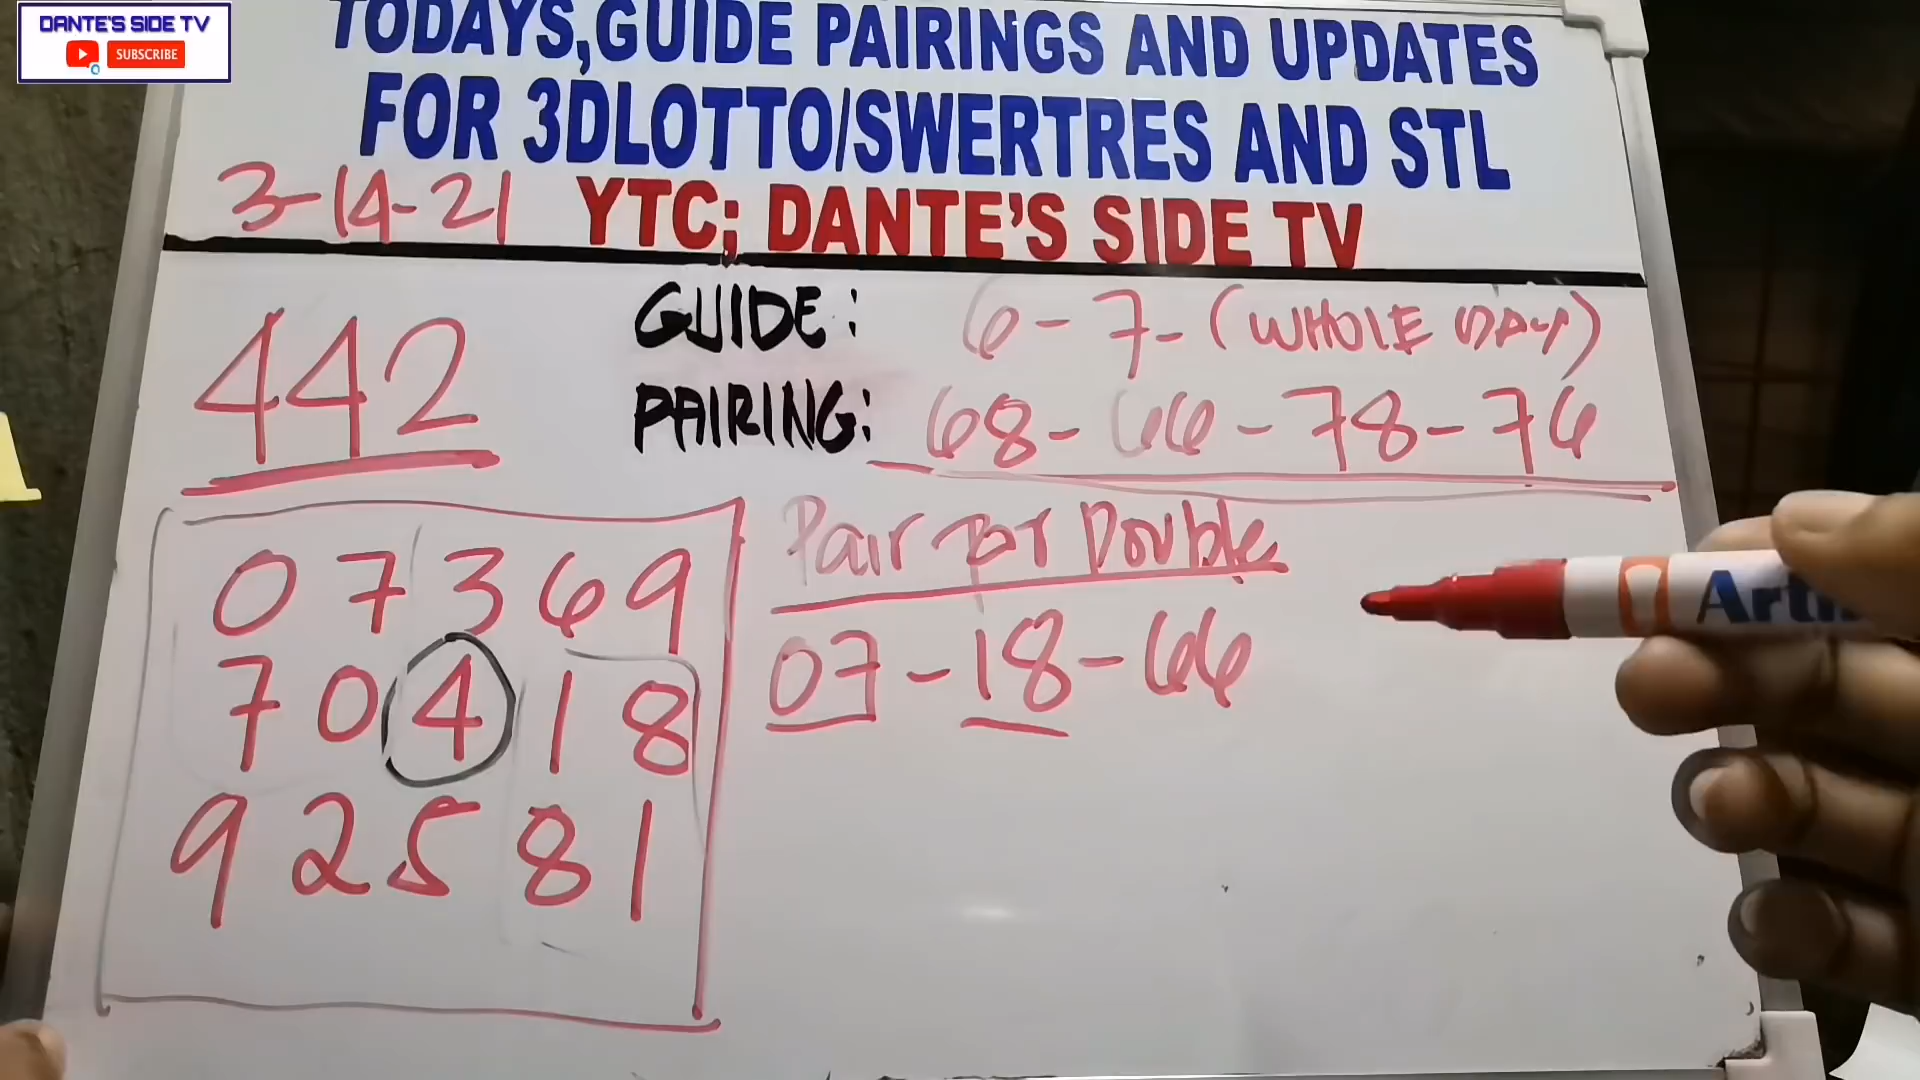 DANTE'S SIDE TV
SUBSCRIBE
TODAYS,GUIDE PAIRINGS AND UPDATES
FOR 3DLOTTO/SWERTRES AND STL
3-14-21 YTC; DANTE'S SIDE TV
442
GUIDE: 6-7-(WHOLE DAY)
PAIRING: 68-66-78-76
07369
70418
92581
Pair for Double
07-18-66